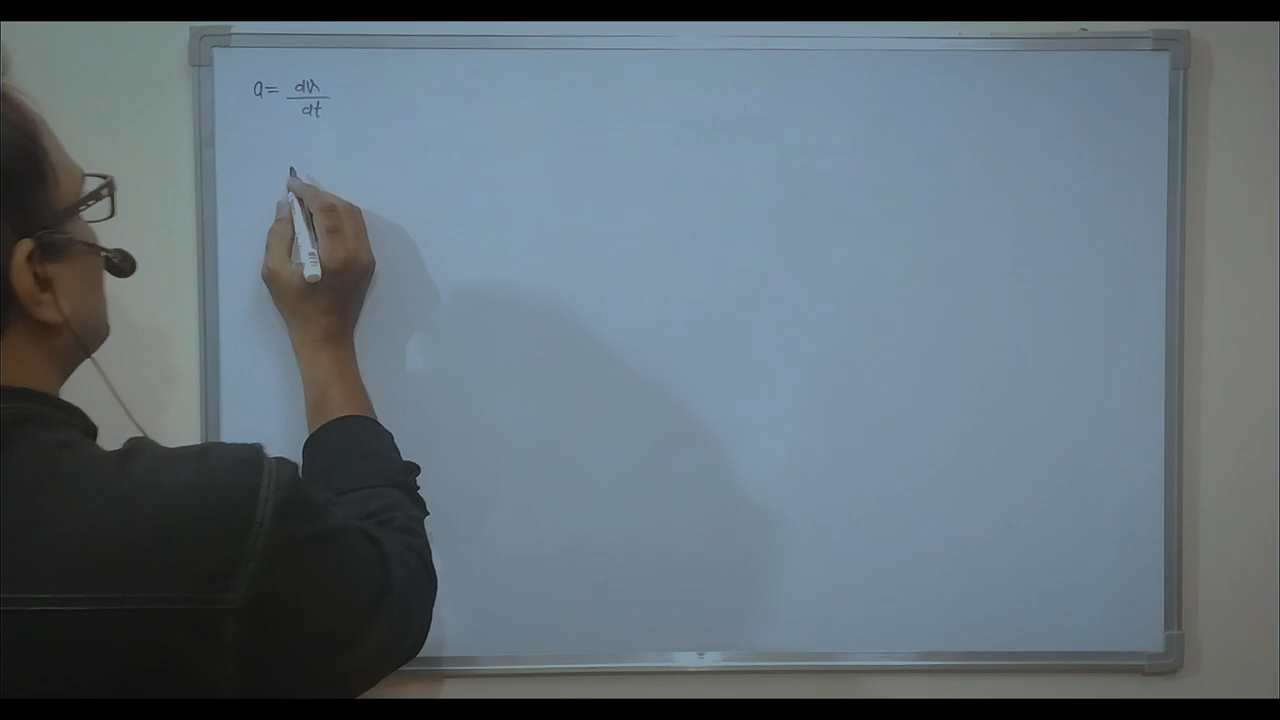 a = dv/dt